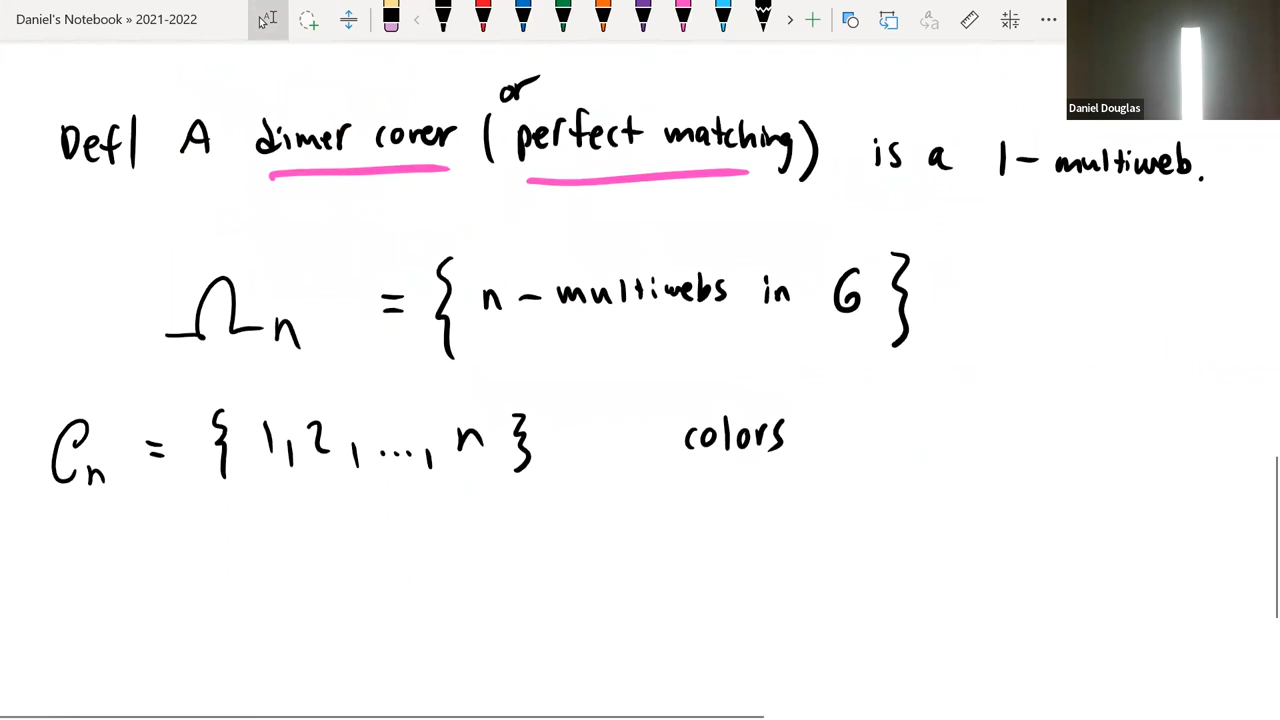 Daniel's Notebook » 2021-2022
Daniel Douglas
or
Def| A dimer cover ( perfect matching) is a 1-multiweb.
Ωn = { n - multiwebs in G }
Cn = { 1, 2, ..., n } colors